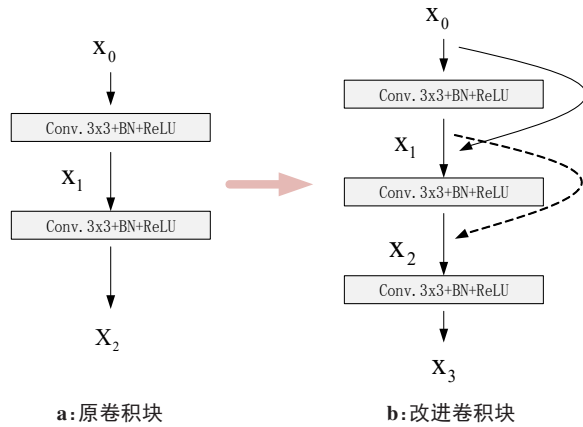 X0
Conv.3x3+BN+ReLU
X1
Conv.3x3+BN+ReLU
X2
a:原卷积块
X0
Conv.3x3+BN+ReLU
X1
Conv.3x3+BN+ReLU
X2
Conv.3x3+BN+ReLU
X3
b:改进卷积块